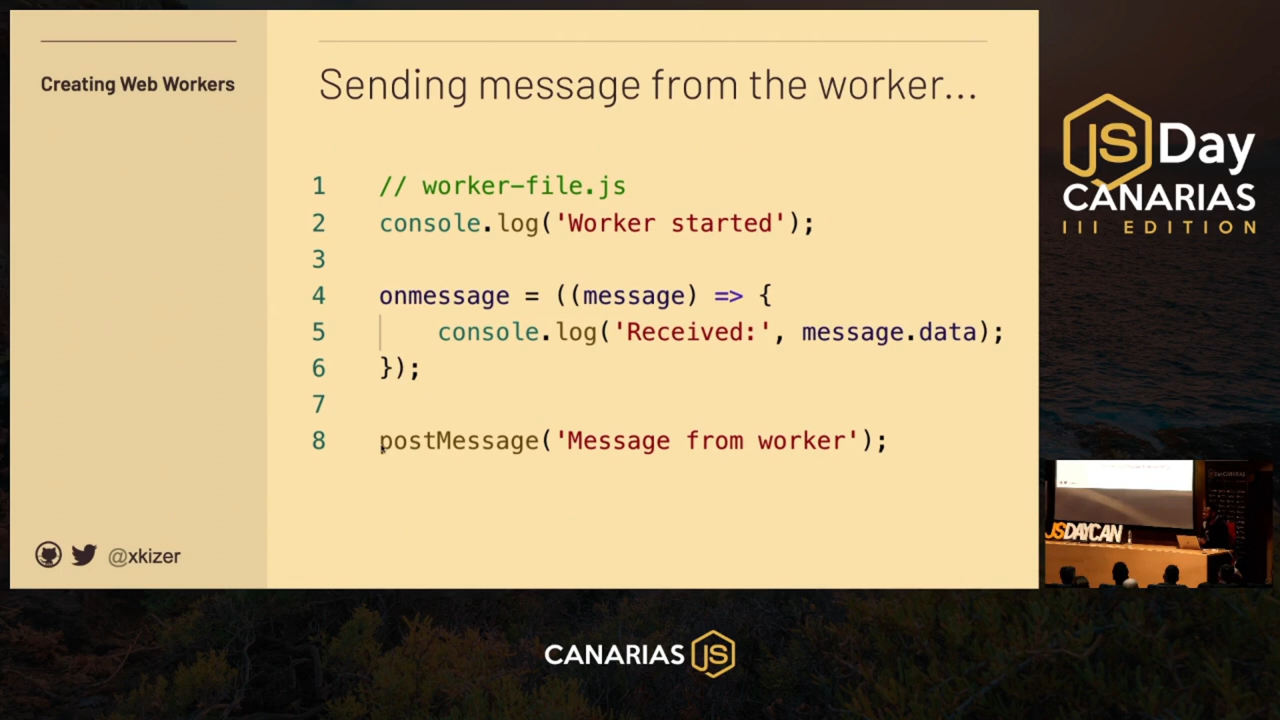 Creating Web Workers
Sending message from the worker...
1 // worker-file.js
2 console.log('Worker started');
3
4 onmessage = ((message) => {
5 console.log('Received:', message.data);
6 });
7
8 postMessage('Message from worker');
@xkizer
JS Day
CANARIAS
III EDITION
JSDAYCAN
CANARIAS JS